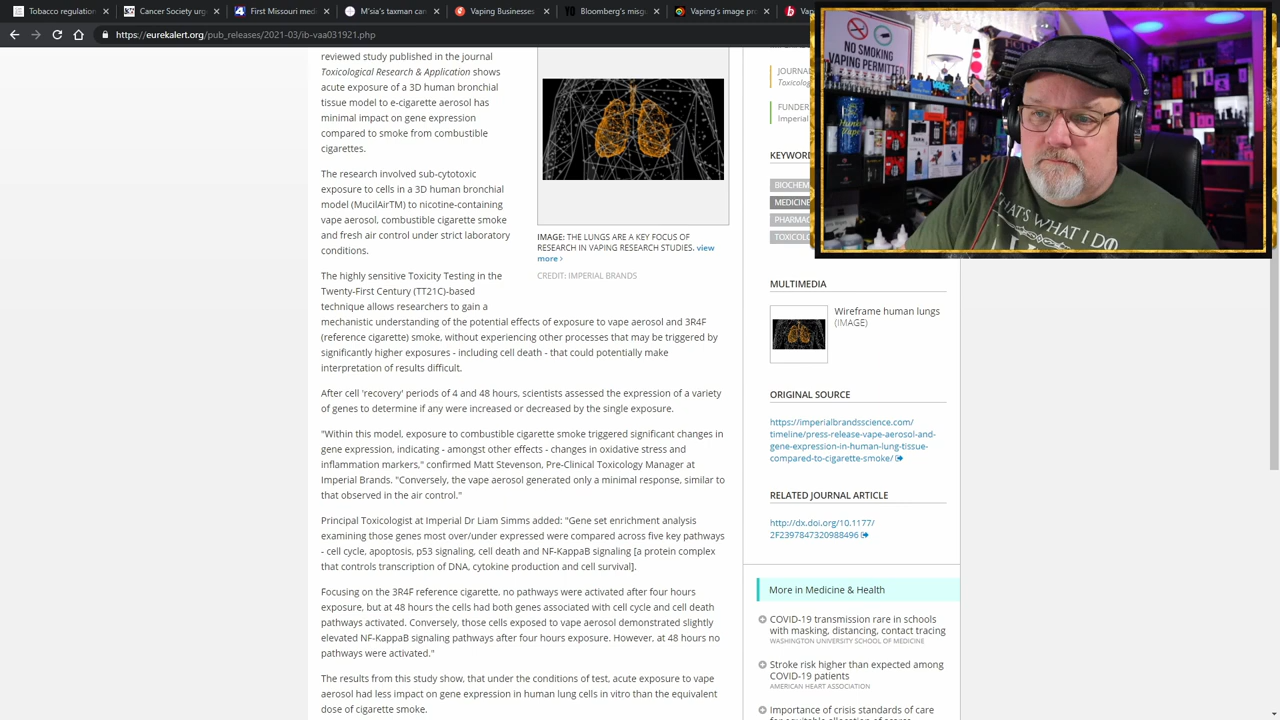 Tobacco regulation
Cancer Societies
First Internationa
M'sia's tobacco
Vaping causes
Bloomberg's misg
Google's vaping pr
https://eurekalert.org/pub
.php
reviewed study published in the journal
Toxicological Research & Application shows
acute exposure of a 3D human bronchial
tissue model to e-cigarette aerosol has
minimal impact on gene expression
compared to smoke from combustible
cigarettes.
The research involved sub-cytotoxic
exposure to cells in a 3D human bronchial
model (MucilAirTM) to nicotine-containing
vape aerosol, combustible cigarette smoke
and fresh air control under strict laboratory
conditions.
The highly sensitive Toxicity Testing in the
Twenty-First Century (TT21C)-based
technique allows researchers to gain a
mechanistic understanding of the potential effects of exposure to vape aerosol and 3R4F
(reference cigarette) smoke, without experiencing other processes that may be triggered by
significantly higher exposures - including cell death - that could potentially make
interpretation of results difficult.
After cell 'recovery' periods of 4 and 48 hours, scientists assessed the expression of a variety
of genes to determine if any were increased or decreased by the single exposure.
"Within this model, exposure to combustible cigarette smoke triggered significant changes in
gene expression, indicating - amongst other effects - changes in oxidative stress and
inflammation markers," confirmed Matt Stevenson, Pre-Clinical Toxicology Manager at
Imperial Brands. "Conversely, the vape aerosol generated only a minimal response, similar to
that observed in the air control."
Principal Toxicologist at Imperial Dr Liam Simms added: "Gene set enrichment analysis
examining those genes most over/under expressed were compared across five key pathways
- cell cycle, apoptosis, p53 signaling, cell death and NF-KappaB signaling [a protein complex
that controls transcription of DNA, cytokine production and cell survival].
Focusing on the 3R4F reference cigarette, no pathways were activated after four hours
exposure, but at 48 hours the cells had both genes associated with cell cycle and cell death
pathways activated. Conversely, those cells exposed to vape aerosol demonstrated slightly
elevated NF-KappaB signaling pathways after four hours exposure. However, at 48 hours no
pathways were activated."
The results from this study show, that under the conditions of test, acute exposure to vape
aerosol had less impact on gene expression in human lung cells in vitro than the equivalent
dose of cigarette smoke.
IMAGE: THE LUNGS ARE A KEY FOCUS OF
RESEARCH IN VAPING RESEARCH STUDIES. view
more >
CREDIT: IMPERIAL BRANDS
JOURNAL
Toxicolog
FUNDER
Imperial
KEYWORD
BIOCHEM
MEDICINE
PHARMAC
TOXICOLO
MULTIMEDIA
Wireframe human lungs
(IMAGE)
ORIGINAL SOURCE
https://imperialbrandsscience.com/
timeline/press-release-vape-aerosol-and-
gene-expression-in-human-lung-tissue-
compared-to-cigarette-smoke/
RELATED JOURNAL ARTICLE
http://dx.doi.org/10.1177/
2F2397847320988496
More in Medicine & Health
COVID-19 transmission rare in schools
with masking, distancing, contact tracing
WASHINGTON UNIVERSITY SCHOOL OF MEDICINE
Stroke risk higher than expected among
COVID-19 patients
AMERICAN HEART ASSOCIATION
Importance of crisis standards of care
NO SMOKING
VAPING PERMITTED
VAPE
THAT'S WHAT I DO